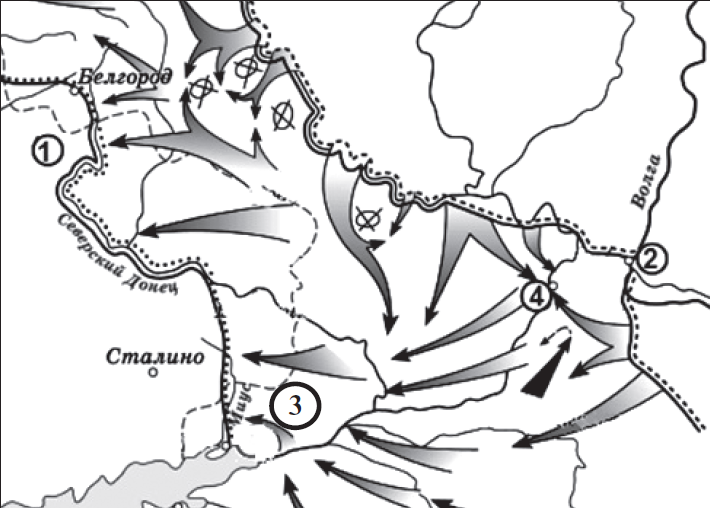 Белгород
1
Волга
Северский Донец
2
4
Сталино
Миус
3